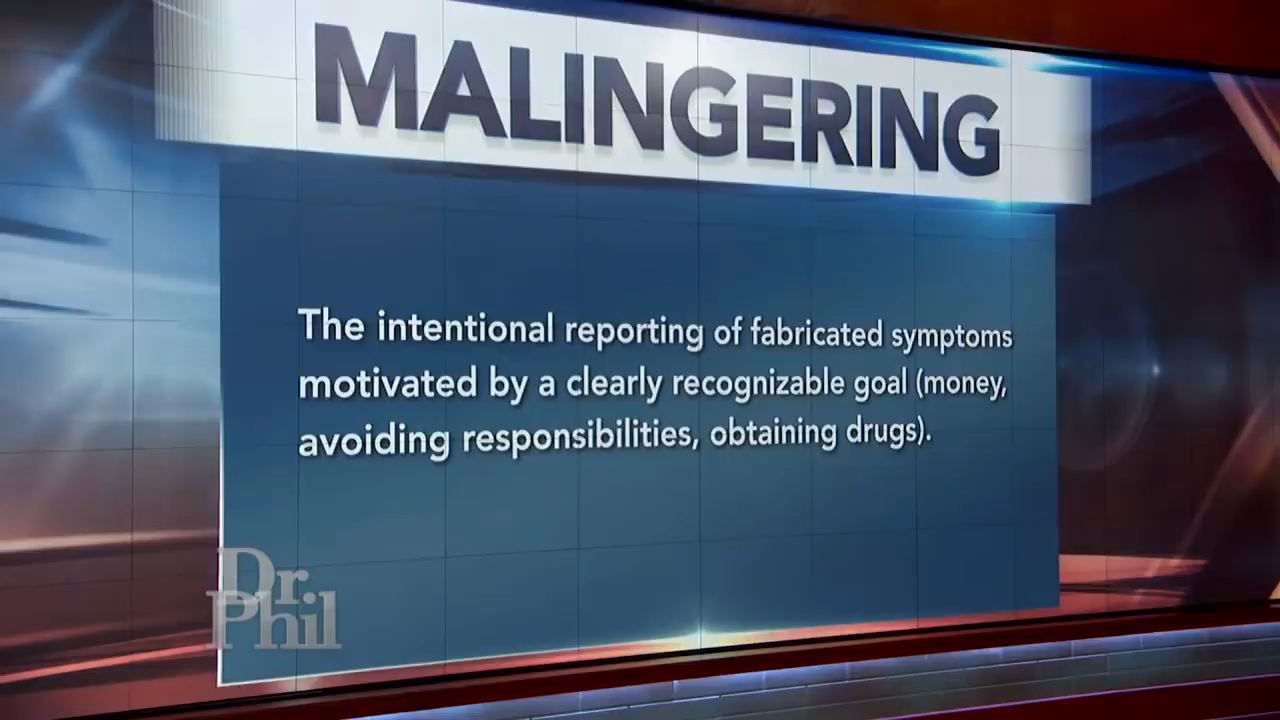 MALINGERING
The intentional reporting of fabricated symptoms
motivated by a clearly recognizable goal (money,
avoiding responsibilities, obtaining drugs).
Dr.
Phil